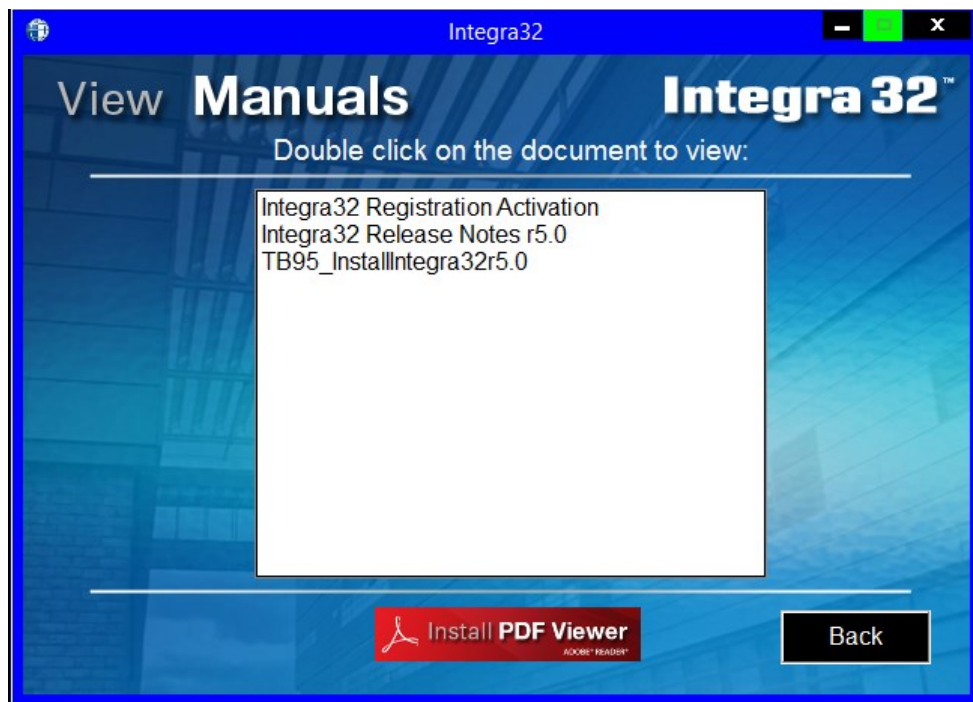 Integra32
X
View Manuals
Integra 32™
Double click on the document to view:
Integra32 Registration Activation
Integra32 Release Notes r5.0
TB95_InstallIntegra32r5.0
Install PDF Viewer
ADOBE® READER®
Back